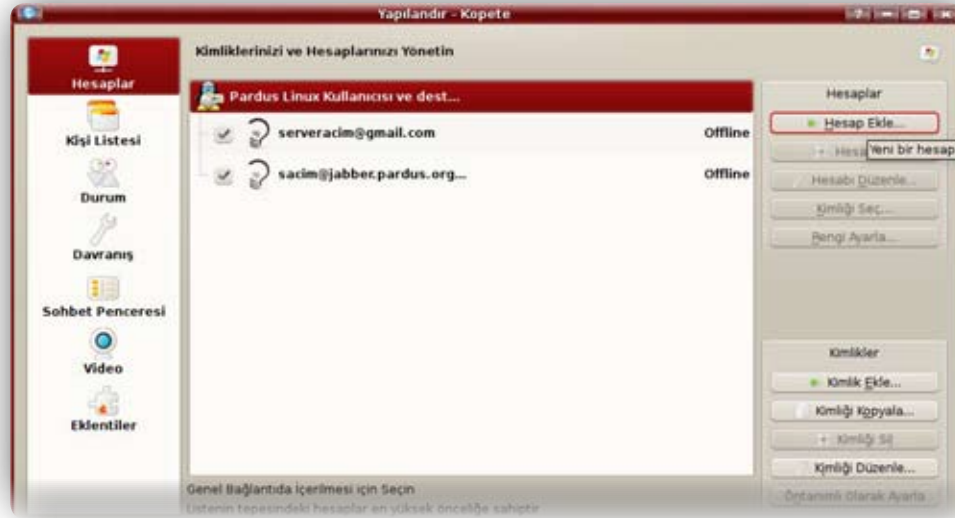 Yapılandır - Kopete
Hesaplar
Kişi Listesi
Durum
Davranış
Sohbet Penceresi
Video
Eklentiler
Kimliklerinizi ve Hesaplarınızı Yönetin
Pardus Linux Kullanıcısı ve dest...
serveracim@gmail.com Offline
sacim@jabber.pardus.org... Offline
Genel Bağlantıda İçerilmesi için Seçin
Listenin tepesindeki hesaplar en yüksek önceliğe sahiptir
Hesaplar
Hesap Ekle...
Yeni bir hesap
Hesabı Düzenle...
Kimliği Seç...
Rengi Ayarla...
Kimlikler
Kimlik Ekle...
Kimliği Kopyala...
Kimliği Sil
Kimliği Düzenle...
Öntanımlı Olarak Ayarla